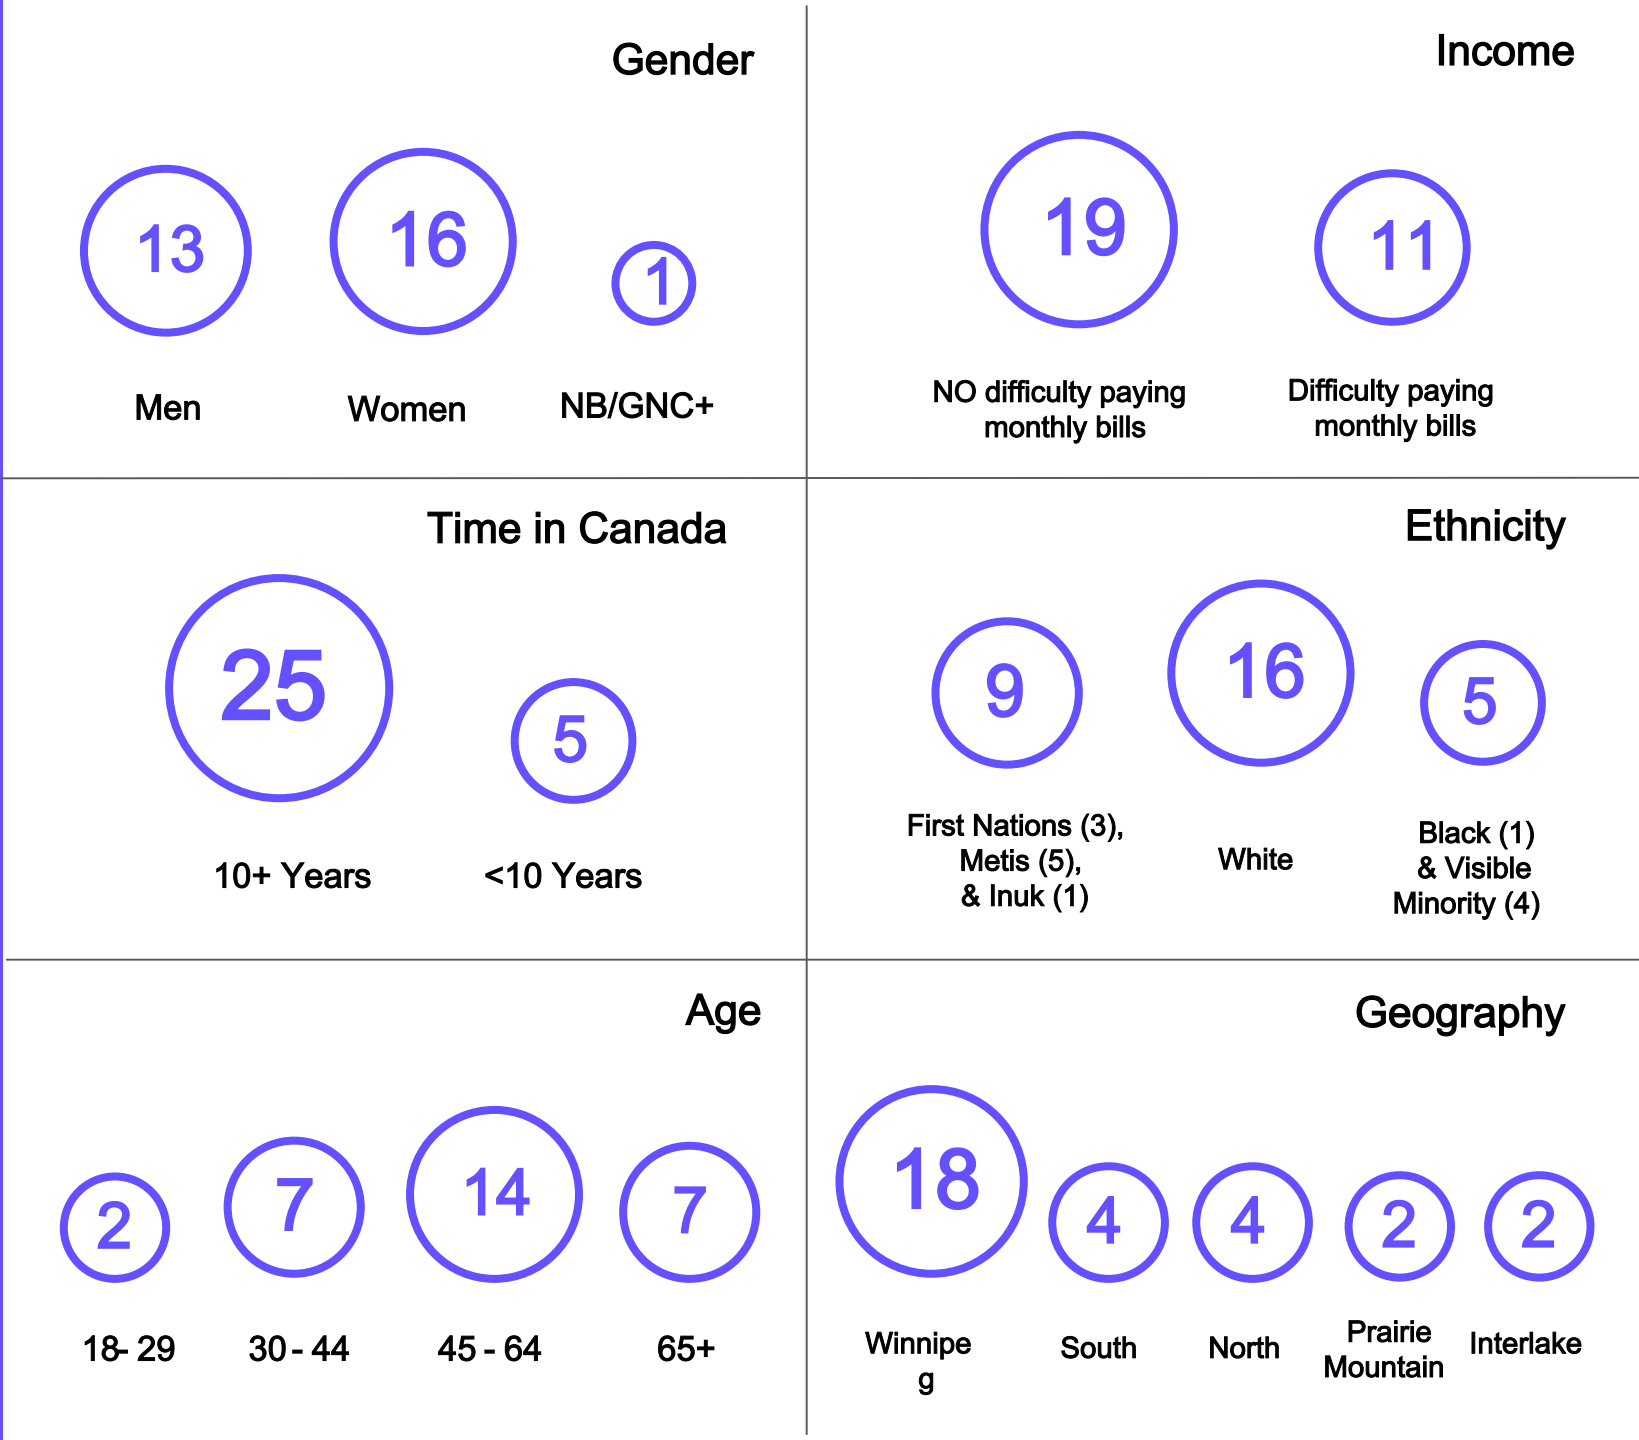 Gender
13
16
1
Men
Women
NB/GNC+
Income
19
11
NO difficulty paying
monthly bills
Difficulty paying
monthly bills
Time in Canada
25
5
10+ Years
<10 Years
Ethnicity
9
16
5
First Nations (3),
Metis (5),
& Inuk (1)
White
Black (1)
& Visible
Minority (4)
Age
2
7
14
7
18- 29
30 - 44
45 - 64
65+
Geography
18
4
4
2
2
Winnipe
g
South
North
Prairie
Mountain
Interlake